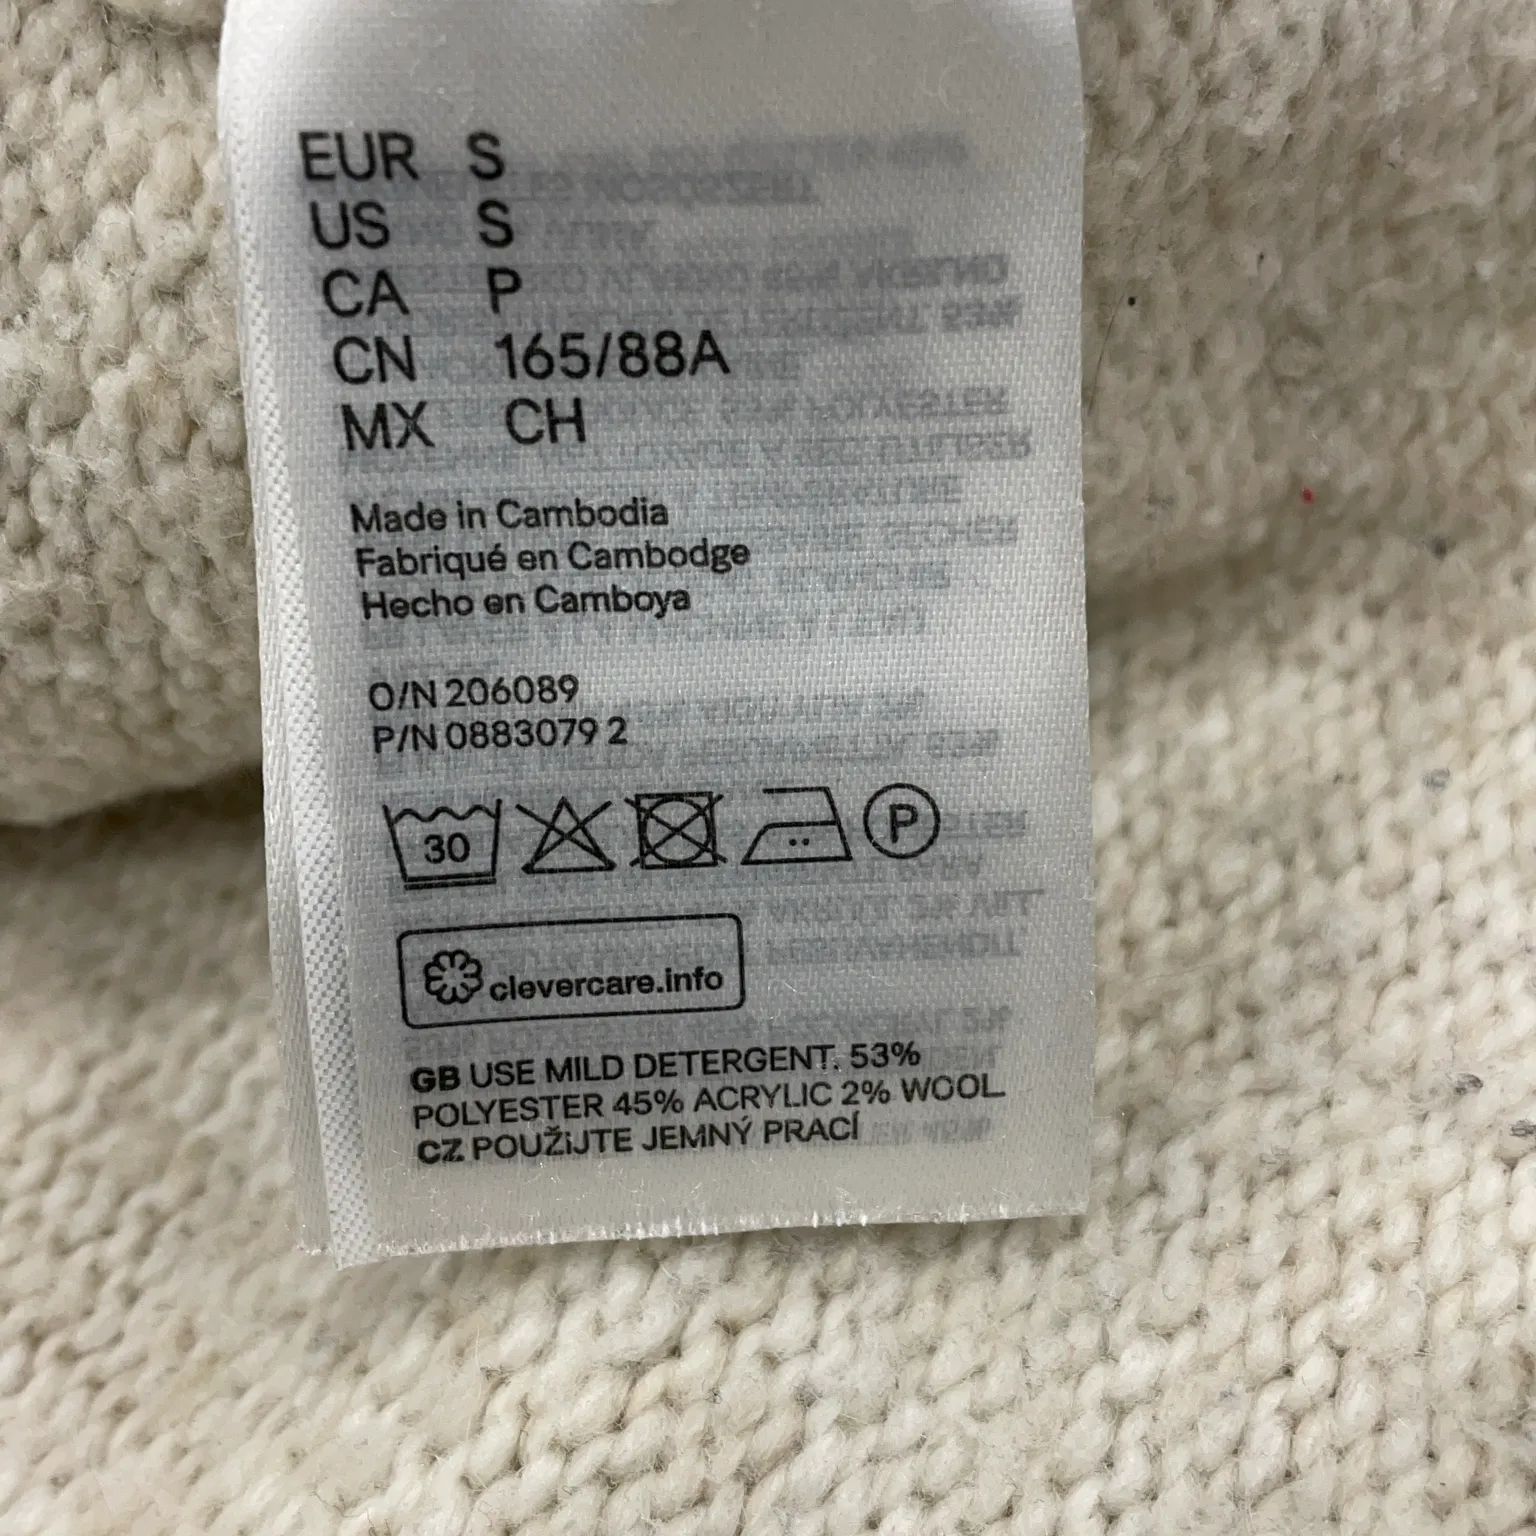 EUR S
US S
CA P
CN 165/88A
MX CH
Made in Cambodia
Fabriqué en Cambodge
Hecho en Camboya
O/N 206089
P/N 0883079 2
30 P
clevercare.info
GB USE MILD DETERGENT. 53%
POLYESTER 45% ACRYLIC 2% WOOL
CZ POUŽIJTE JEMNÝ PRACÍ